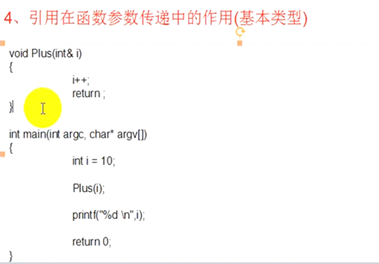 4、引用在函数参数传递中的作用(基本类型)
void Plus(int& i)
{
i++;
return ;
}
int main(int argc, char* argv[])
{
int i = 10;
Plus(i);
printf("%d \n",i);
return 0;
}